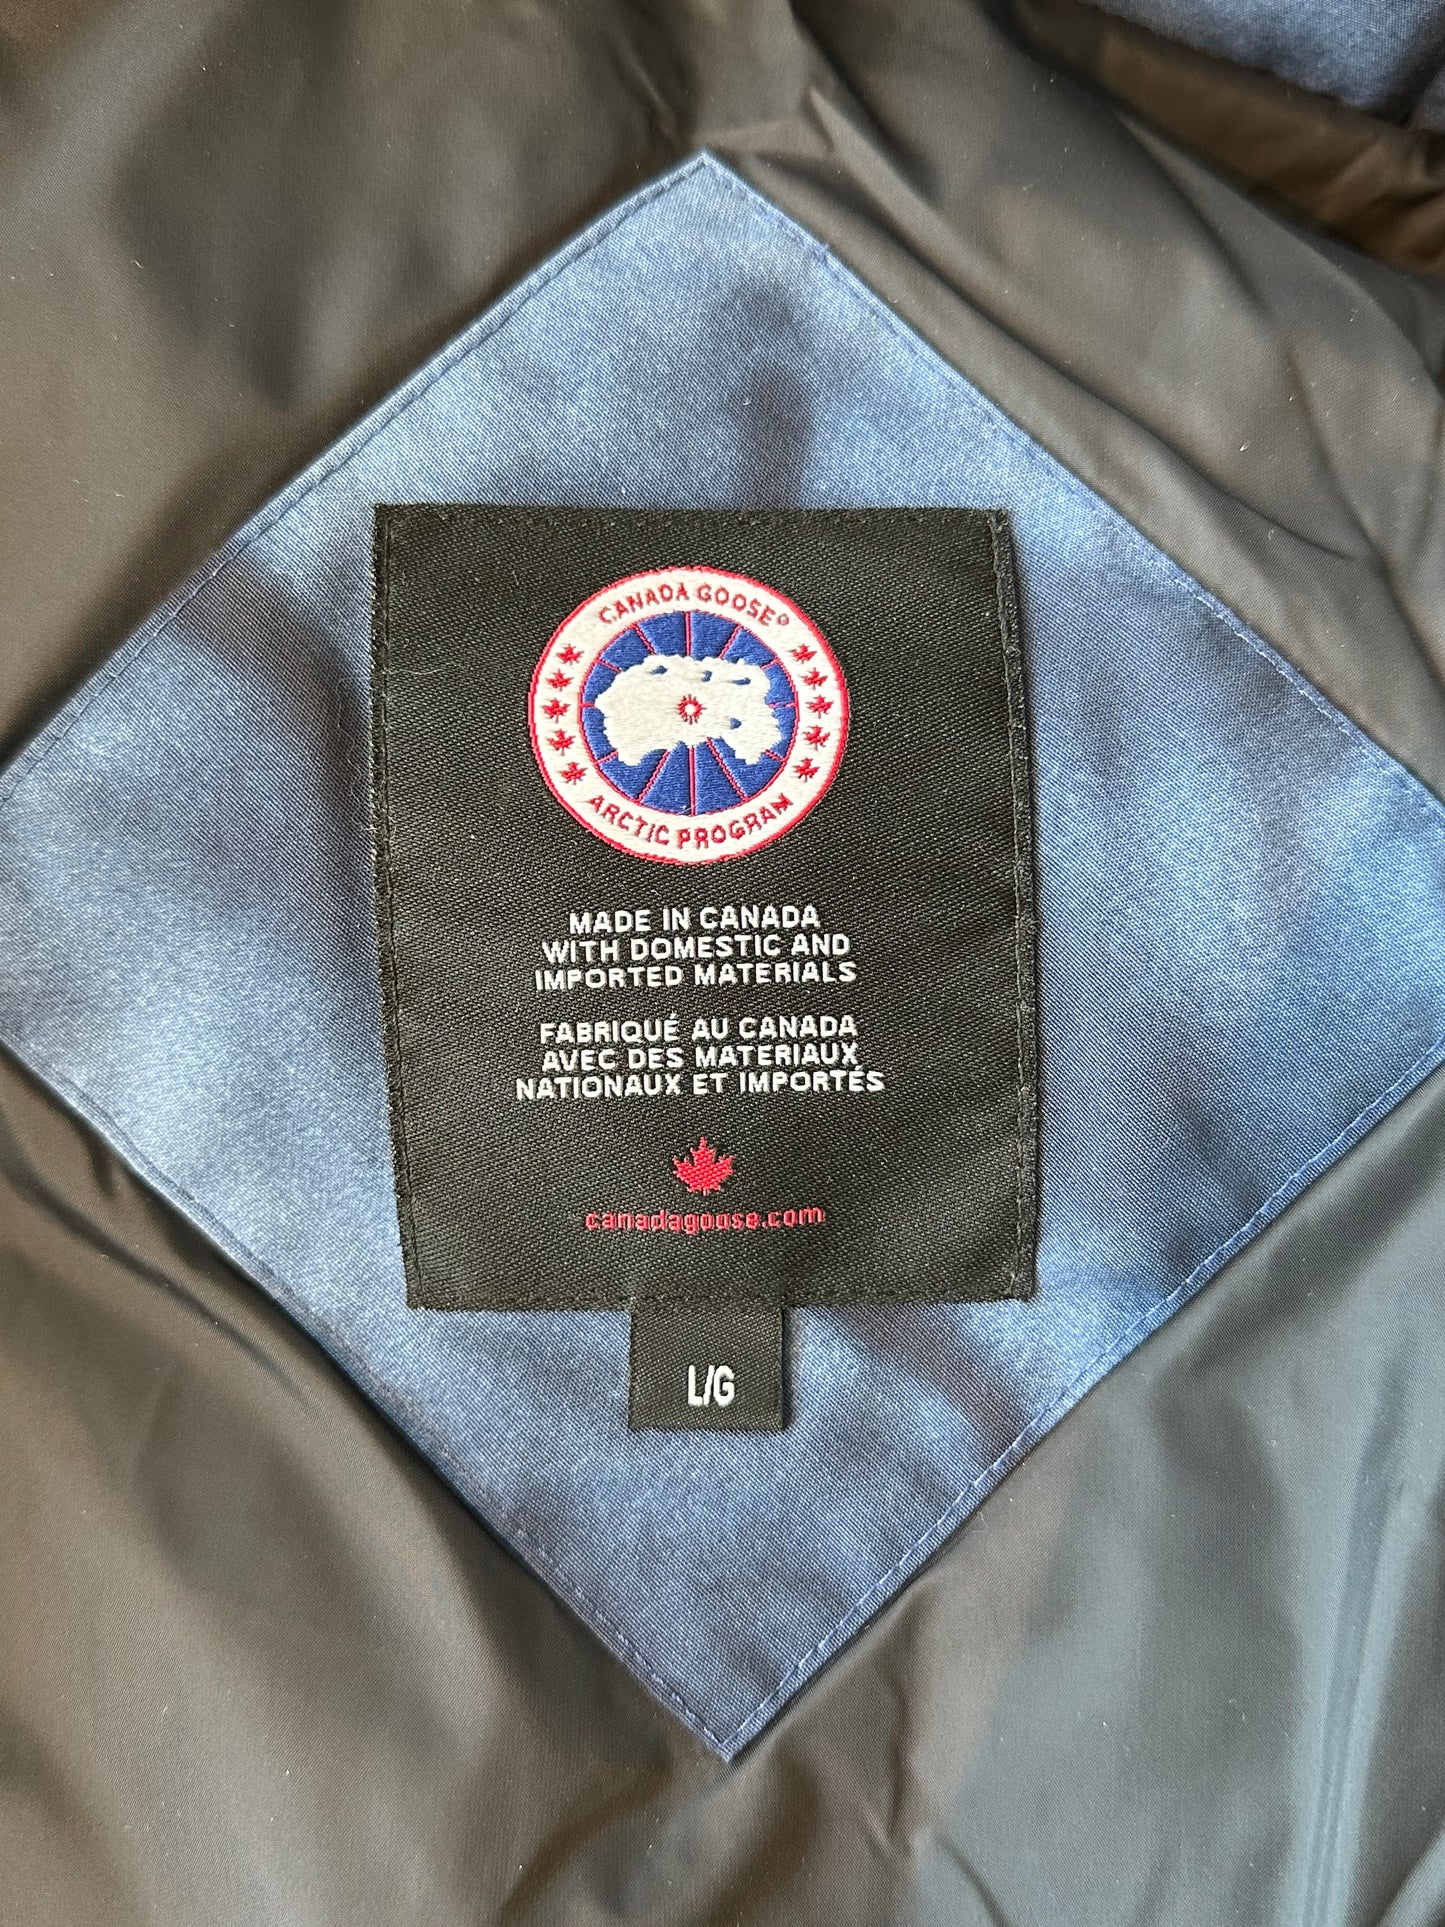 CANADA GOOSE®
ARCTIC PROGRAM
MADE IN CANADA
WITH DOMESTIC AND
IMPORTED MATERIALS
FABRIQUÉ AU CANADA
AVEC DES MATERIAUX
NATIONAUX ET IMPORTÉS
canadagoose.com
L/G